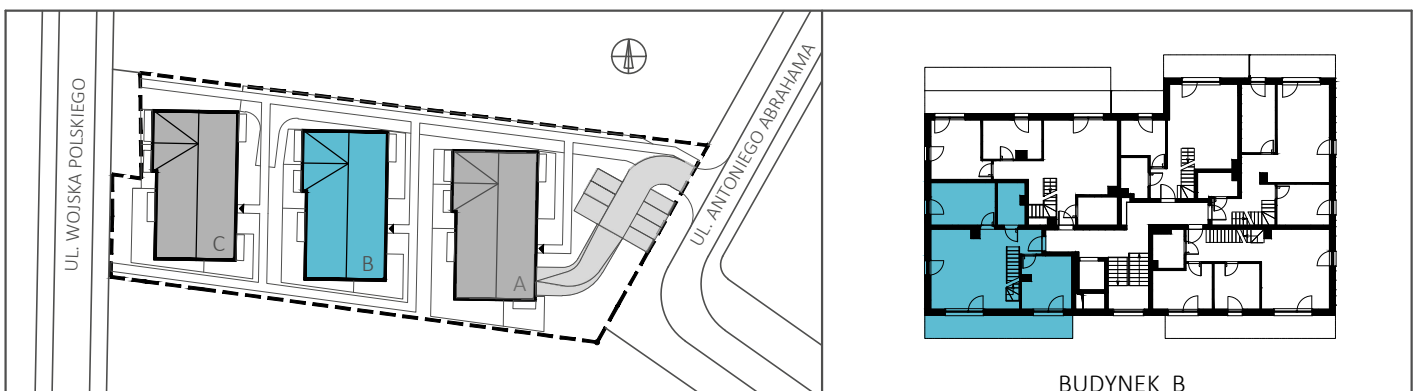 UL. WOJSKA POLSKIEGO
C
B
A
UL. ANTONIEGO ABRAHAMA
BUDYNEK B